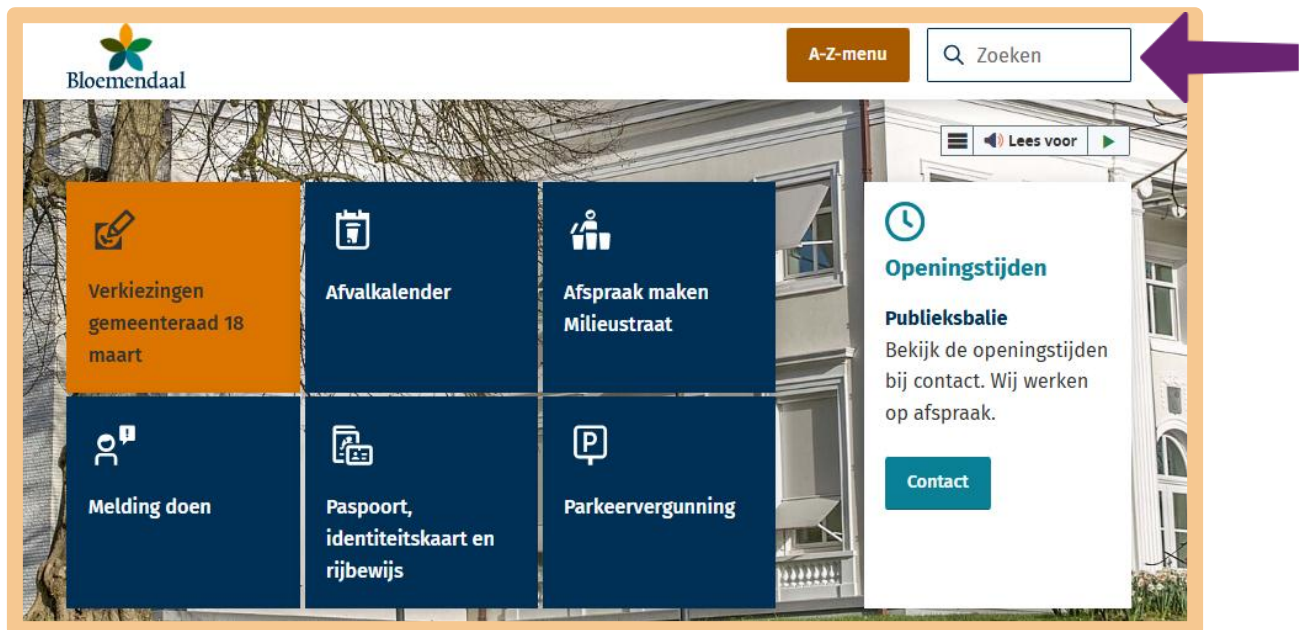 Bloemendaal
A-Z-menu
Zoeken
Lees voor
Verkiezingen
gemeenteraad 18
maart
Afvalkalender
Afspraak maken
Milieustraat
Melding doen
Paspoort,
identiteitskaart en
rijbewijs
P
Parkeervergunning
Openingstijden
Publieksbalie
Bekijk de openingstijden
bij contact. Wij werken
op afspraak.
Contact